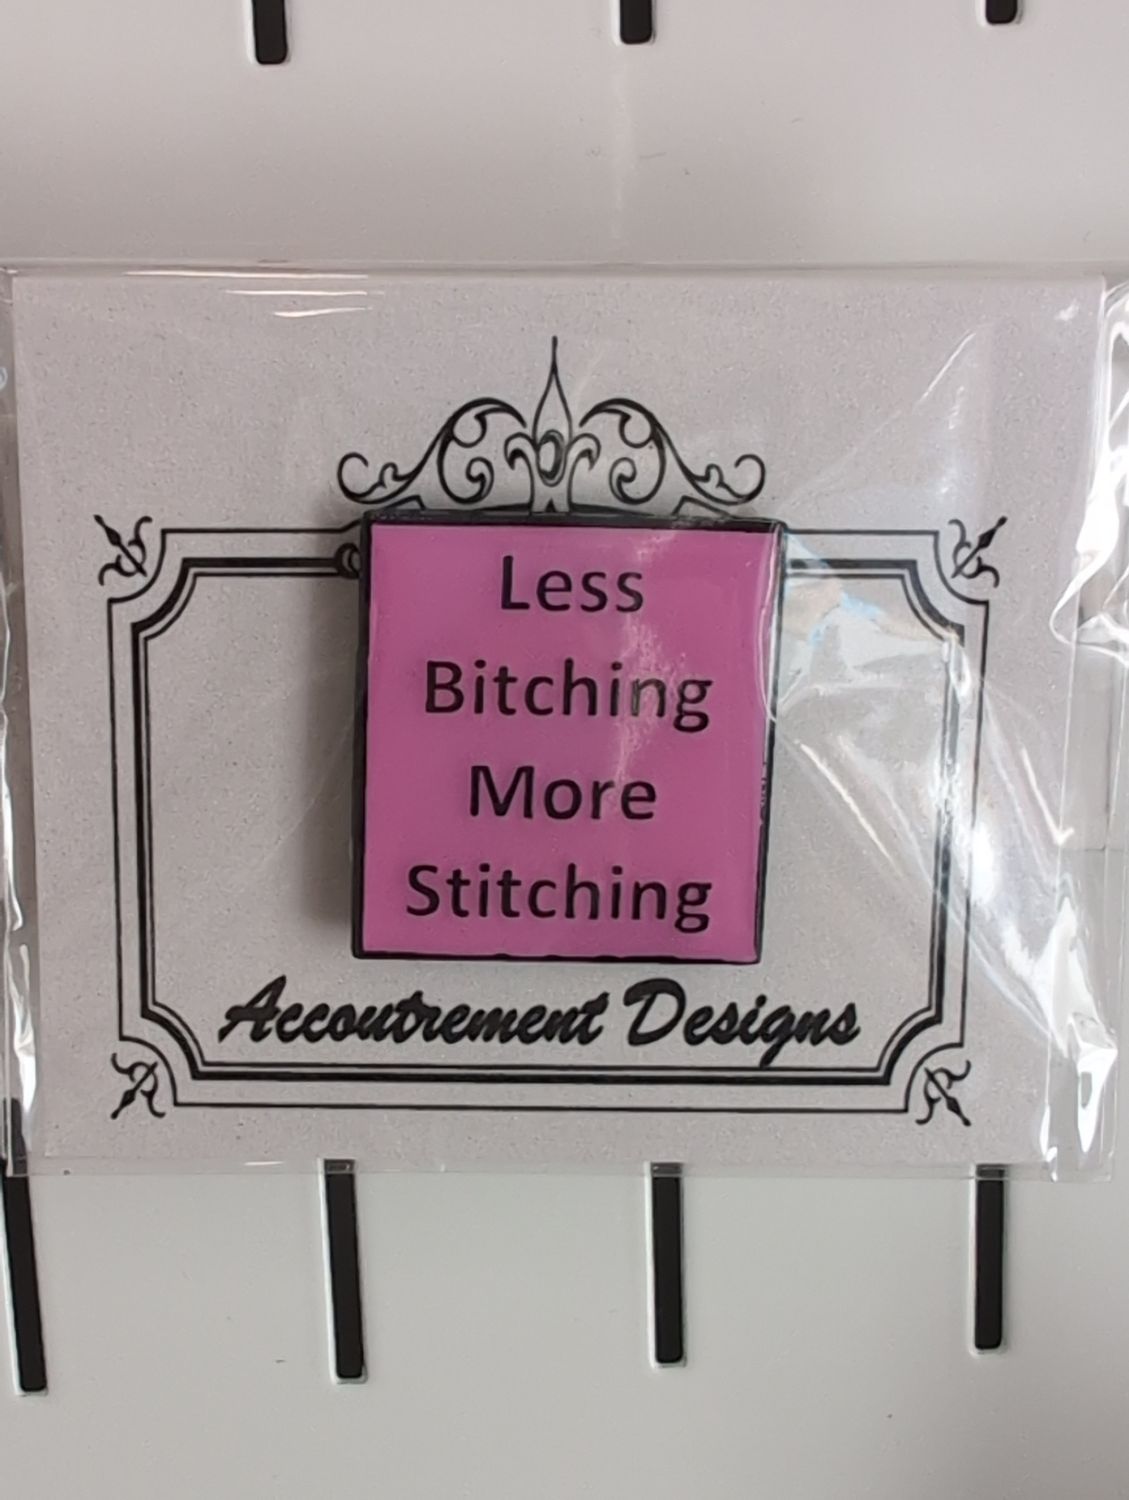 Less
Bitching
More
Stitching
Accoutrement Designs